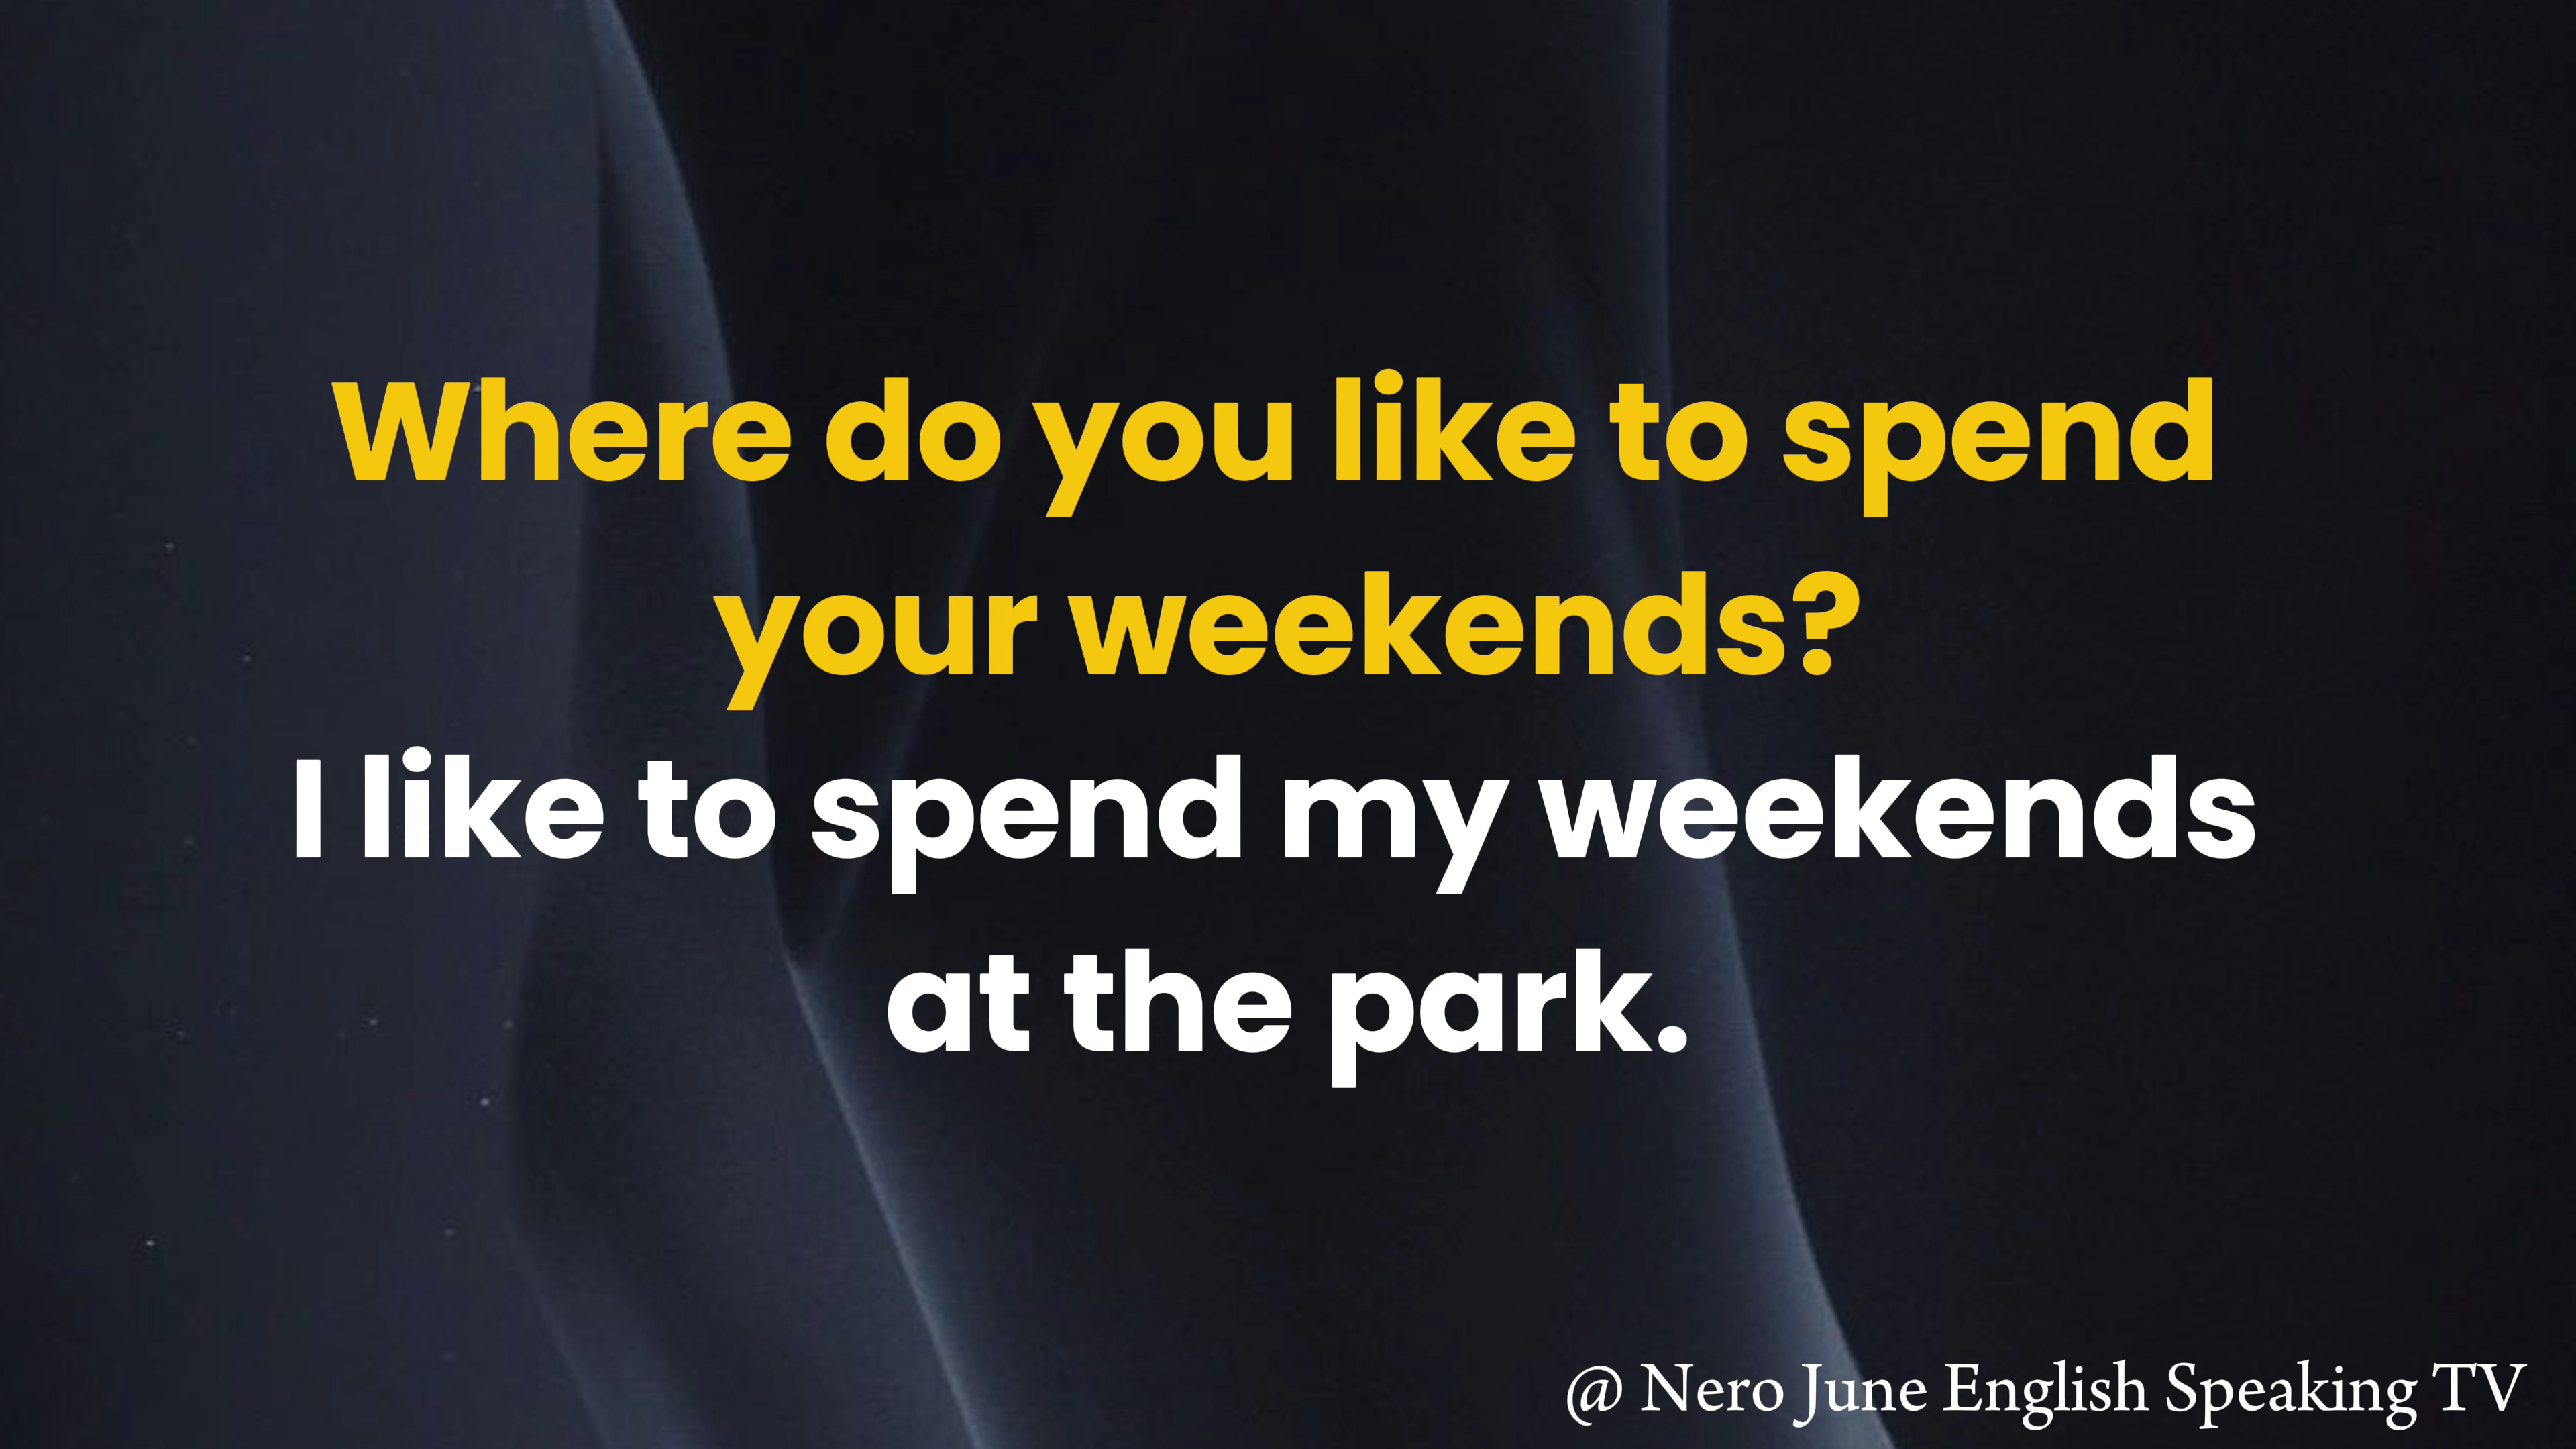 Where do you like to spend
your weekends?
I like to spend my weekends
at the park.
@ Nero June English Speaking TV